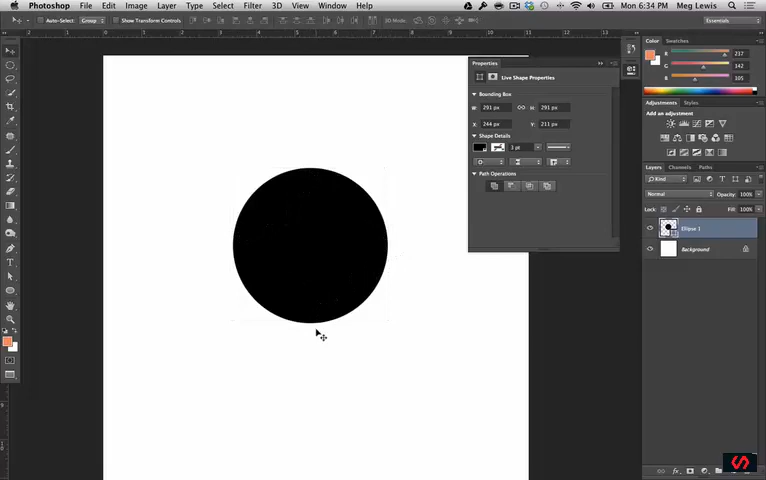 Photoshop File Edit Image Layer Type Select Filter 3D View Window Help Mon 6:34 PM Meg Lewis
Auto-Select: Group Show Transform Controls 3D Mode: Essentials
Properties
Live Shape Properties
Bounding Box
W: 291 px H: 291 px
X: 244 px Y: 211 px
Shape Details
3 pt
Path Operations
Color Swatches
R 237
G 142
B 105
Adjustments Styles
Add an adjustment
Layers Channels Paths
Kind
Normal Opacity: 100%
Lock: Fill: 100%
Ellipse 1
Background